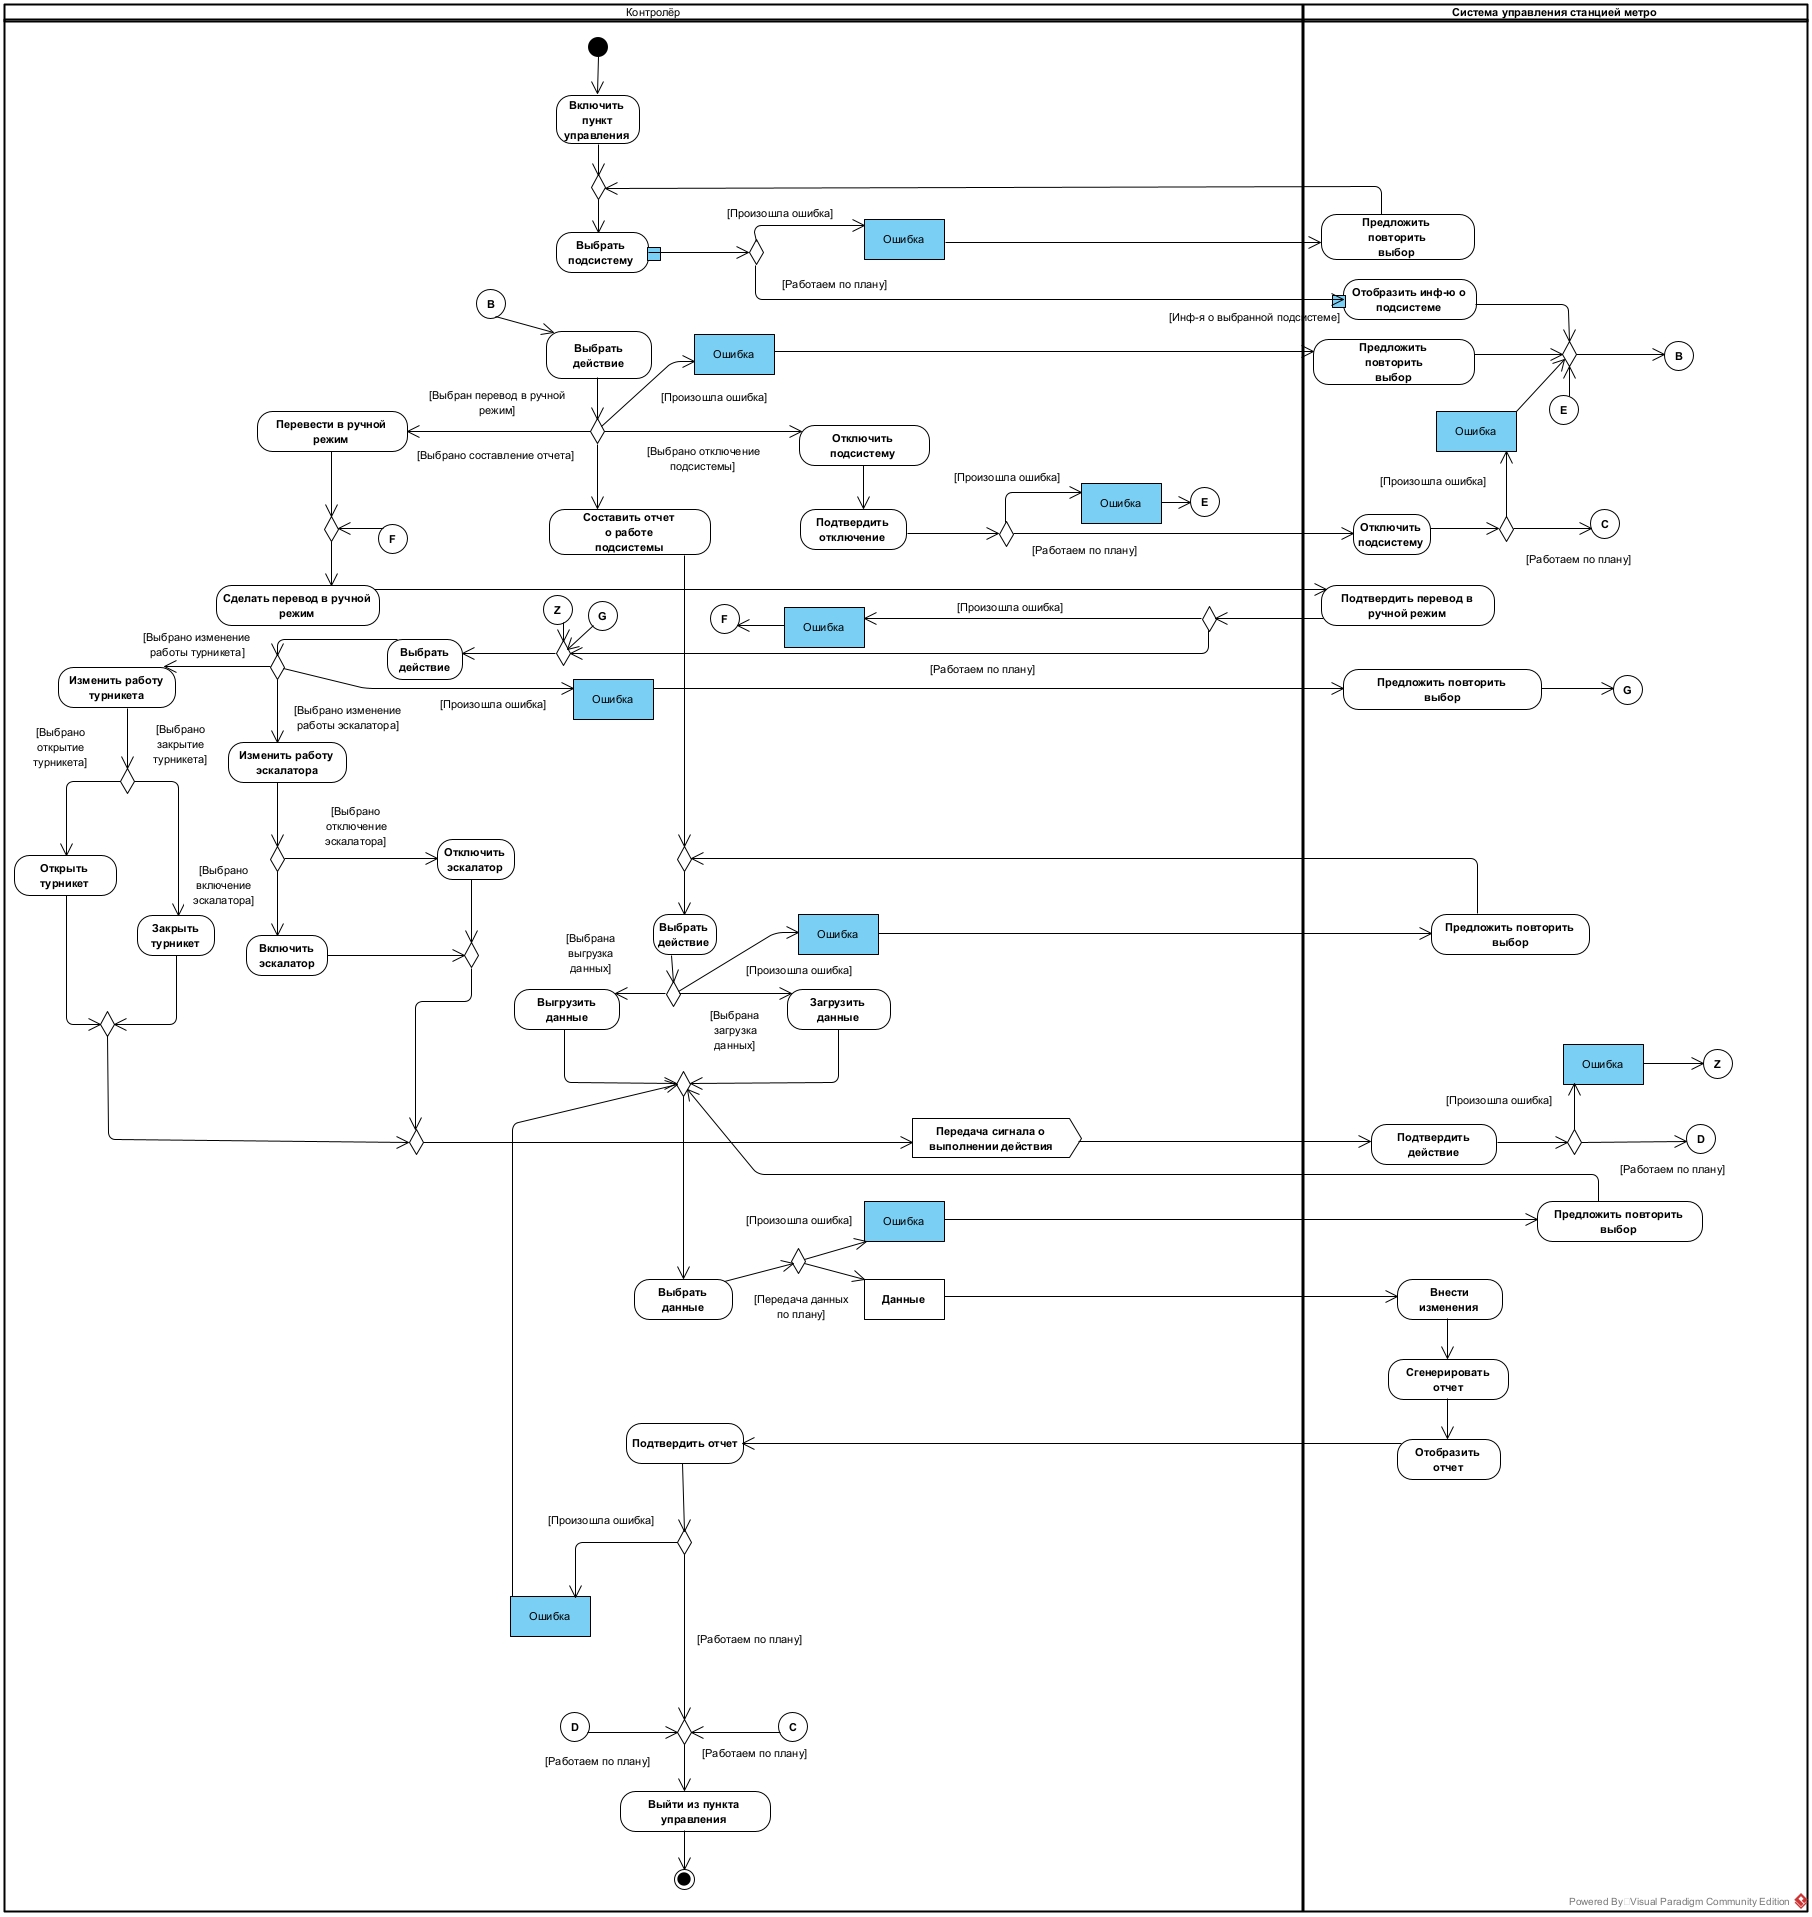 Контролёр
Система управления станцией метро
Включить
пункт
управления
[Произошла ошибка]
Ошибка
Предложить
повторить
выбор
Выбрать
подсистему
[Работаем по плану]
Отобразить инф-ю о
подсистеме
[Инф-я о выбранной подсистеме]
B
Выбрать
действие
Ошибка
Предложить
повторить
выбор
B
[Выбран перевод в ручной
режим]
[Произошла ошибка]
E
Перевести в ручной
режим
[Выбрано составление отчета]
[Выбрано отключение
подсистемы]
Отключить
подсистему
Ошибка
[Произошла ошибка]
[Произошла ошибка]
Ошибка
E
Составить отчет
о работе
подсистемы
Подтвердить
отключение
[Работаем по плану]
Отключить
подсистему
C
[Работаем по плану]
F
Сделать перевод в ручной
режим
Подтвердить перевод в
ручной режим
Z
G
F
Ошибка
[Произошла ошибка]
[Выбрано изменение
работы турникета]
Выбрать
действие
[Работаем по плану]
Изменить работу
турникета
[Произошла ошибка]
Ошибка
Предложить повторить
выбор
G
[Выбрано изменение
работы эскалатора]
[Выбрано
открытие
турникета]
[Выбрано
закрытие
турникета]
Изменить работу
эскалатора
[Выбрано
отключение
эскалатора]
Отключить
эскалатор
Открыть
турникет
[Выбрано
включение
эскалатора]
Закрыть
турникет
Включить
эскалатор
Выбрать
действие
[Выбрана
выгрузка
данных]
Ошибка
[Произошла ошибка]
Предложить повторить
выбор
Выгрузить
данные
[Выбрана
загрузка
данных]
Загрузить
данные
Ошибка
Z
[Произошла ошибка]
Передача сигнала о
выполнении действия
Подтвердить
действие
D
[Работаем по плану]
[Произошла ошибка]
Ошибка
Предложить повторить
выбор
Выбрать
данные
[Передача данных
по плану]
Данные
Внести
изменения
Сгенерировать
отчет
Подтвердить отчет
Отобразить
отчет
[Произошла ошибка]
Ошибка
[Работаем по плану]
D
C
[Работаем по плану]
[Работаем по плану]
Выйти из пункта
управления
Powered By Visual Paradigm Community Edition